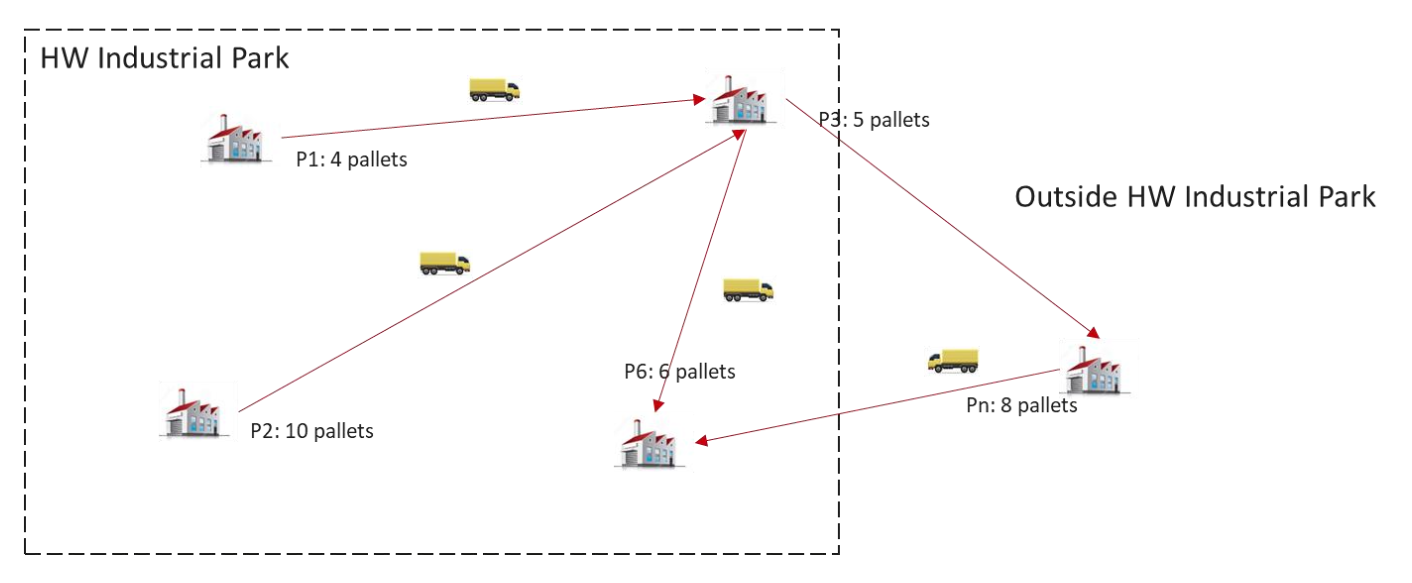 HW Industrial Park
P3: 5 pallets
P1: 4 pallets
Outside HW Industrial Park
P6: 6 pallets
Pn: 8 pallets
P2: 10 pallets